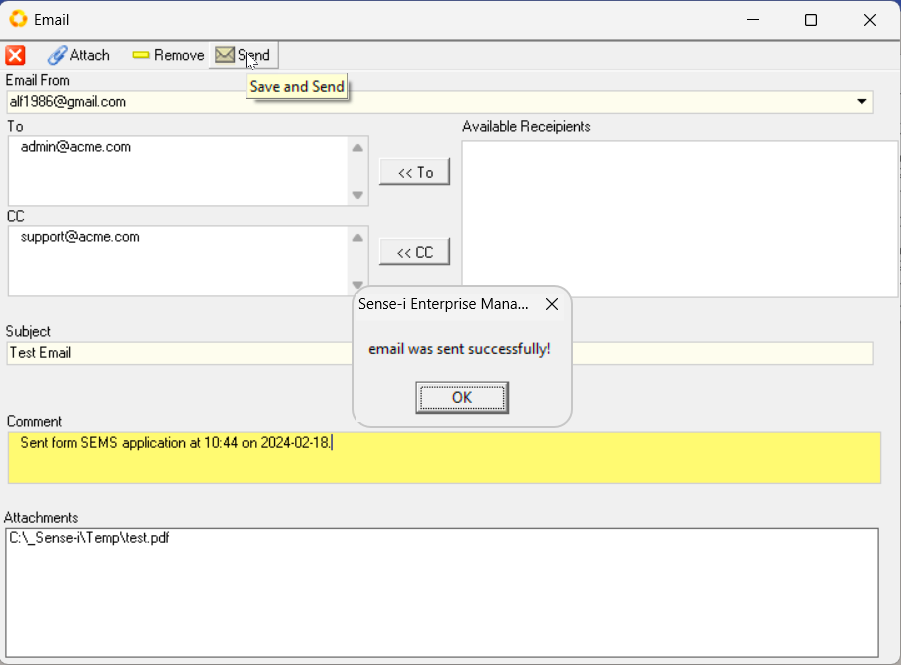 Email
Attach
Remove
Send
Save and Send
Email From
alf1986@gmail.com
To
admin@acme.com
<< To
Available Receipients
CC
support@acme.com
<< CC
Subject
Test Email
Sense-i Enterprise Mana...
email was sent successfully!
OK
Comment
Sent form SEMS application at 10:44 on 2024-02-18.
Attachments
C:\_Sense-i\Temp\test.pdf